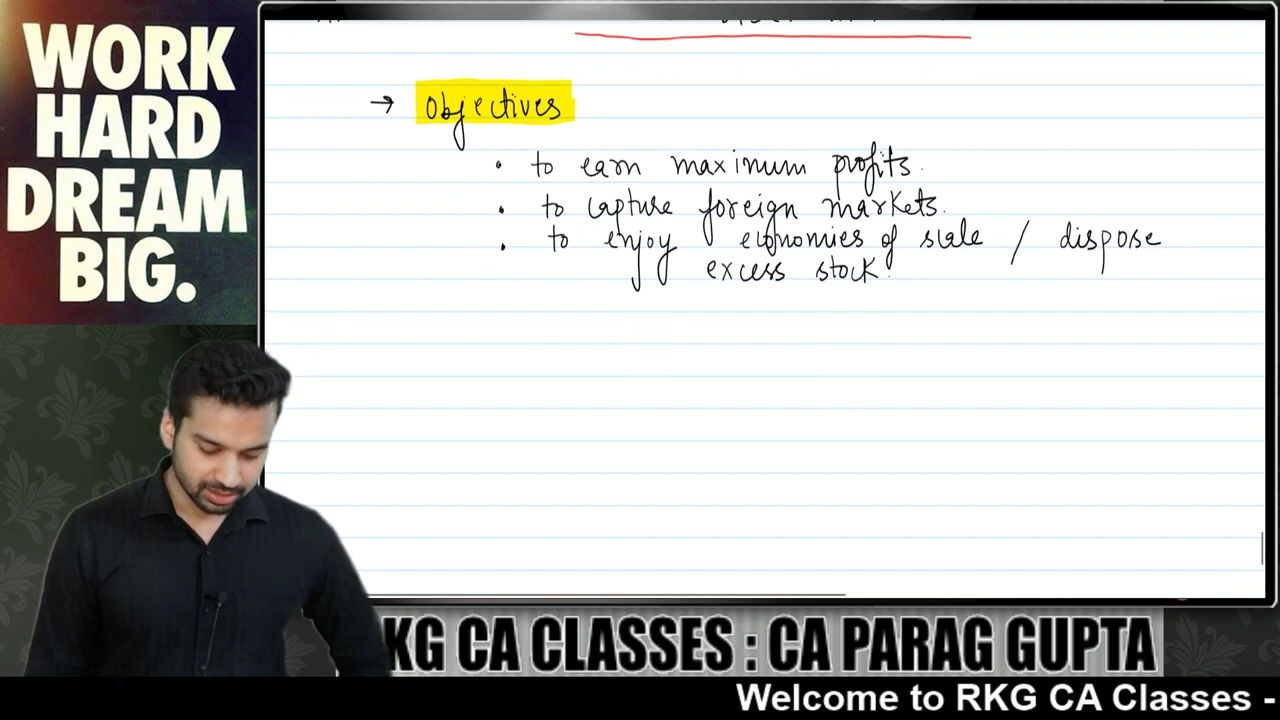 WORK
HARD
DREAM
BIG.
→ Objectives
• to earn maximum profits.
• to capture foreign markets.
• to enjoy economies of scale / dispose
excess stock.
KG CA CLASSES : CA PARAG GUPTA
Welcome to RKG CA Classes -